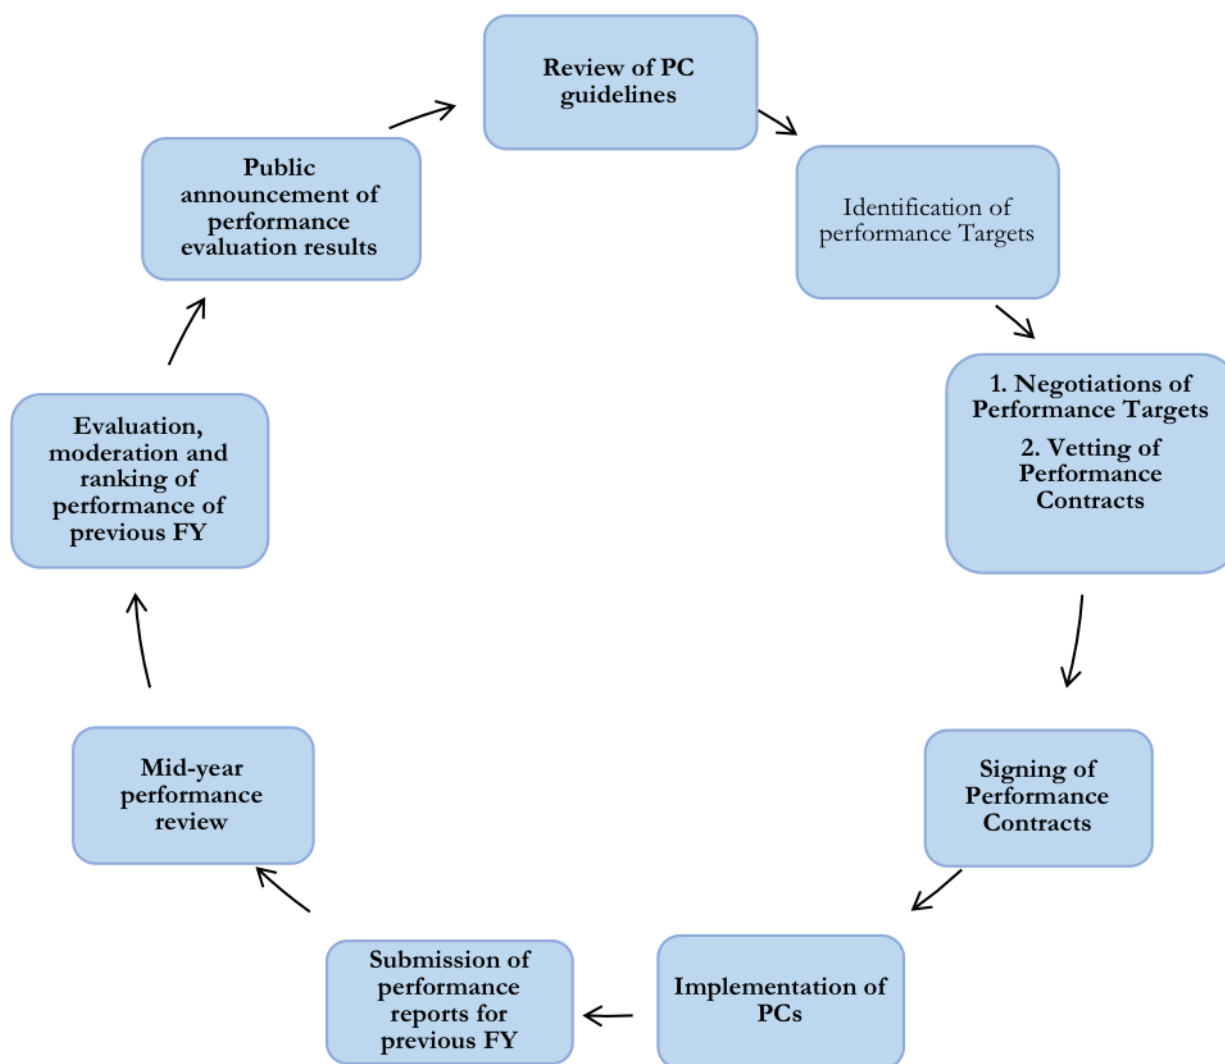 Review of PC
guidelines
Identification of
performance Targets
1. Negotiations of
Performance Targets
2. Vetting of
Performance
Contracts
Signing of
Performance
Contracts
Implementation of
PCs
Submission of
performance
reports for
previous FY
Mid-year
performance
review
Evaluation,
moderation and
ranking of
performance of
previous FY
Public
announcement of
performance
evaluation results